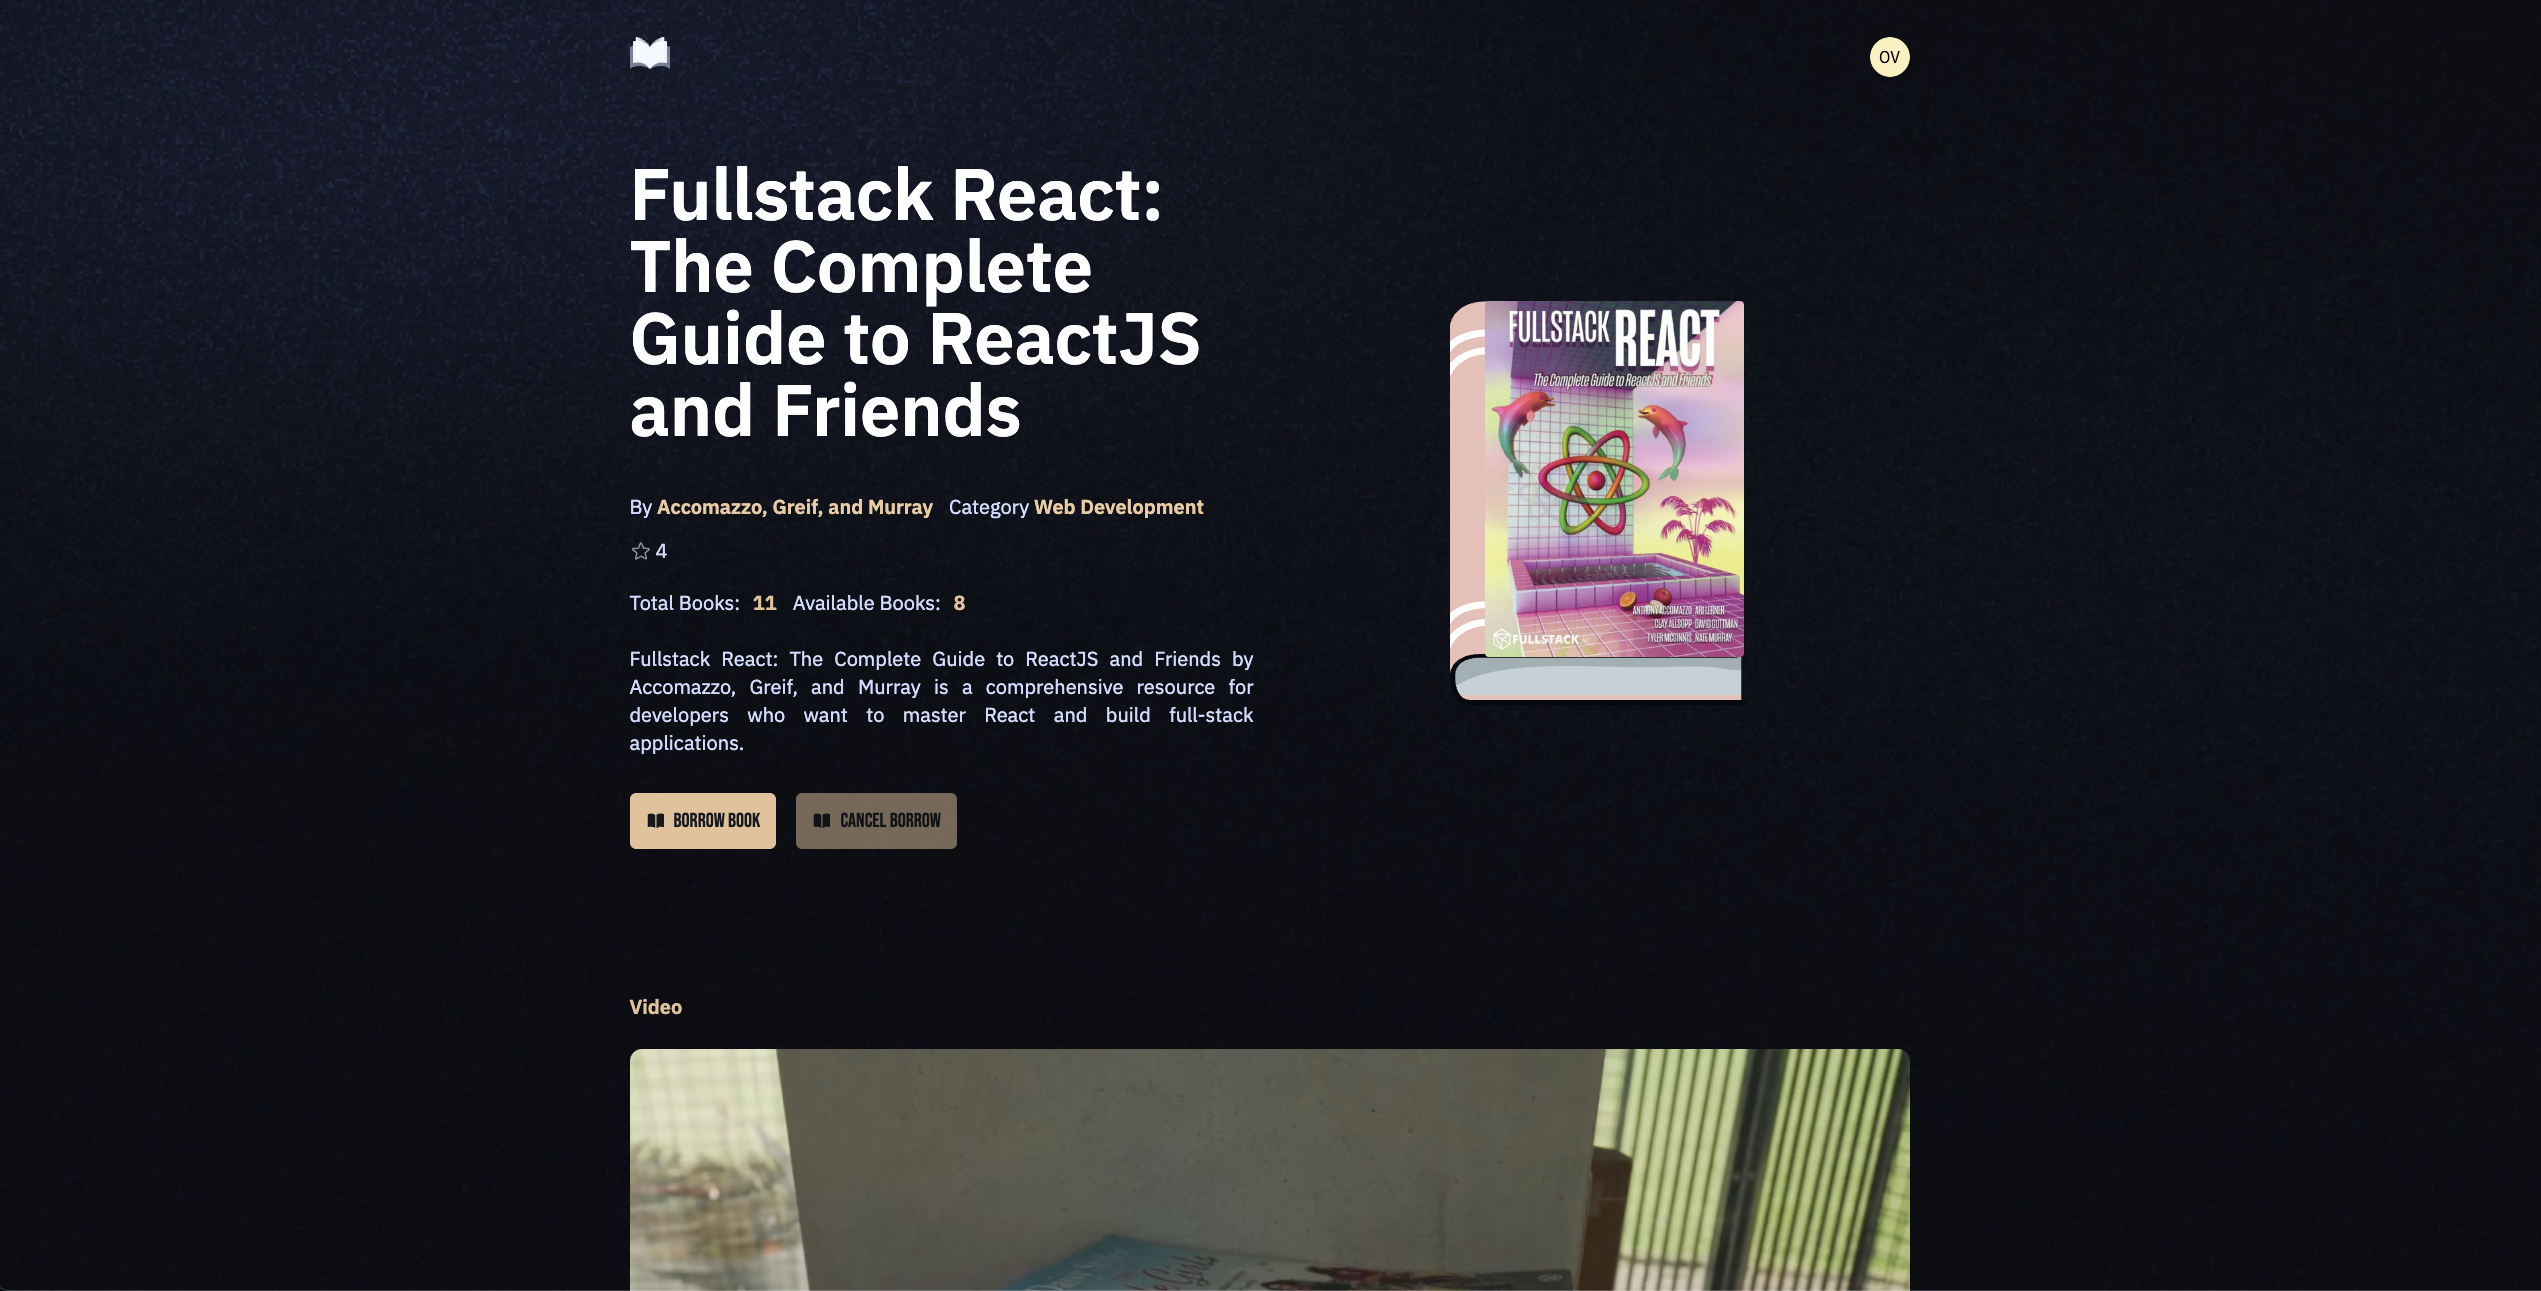 OV
Fullstack React:
The Complete
Guide to ReactJS
and Friends
By Accomazzo, Greif, and Murray Category Web Development
4
Total Books: 11 Available Books: 8
Fullstack React: The Complete Guide to ReactJS and Friends by
Accomazzo, Greif, and Murray is a comprehensive resource for
developers who want to master React and build full-stack
applications.
BORROW BOOK CANCEL BORROW
FULLSTACK REACT
The Complete Guide to ReactJS and Friends
ANTHONY ACCOMAZZO ARI LERNER
CLAY ALLSOPP DAVID GUTTMAN
TYLER MCGINNIS NATE MURRAY
FULLSTACK
Video